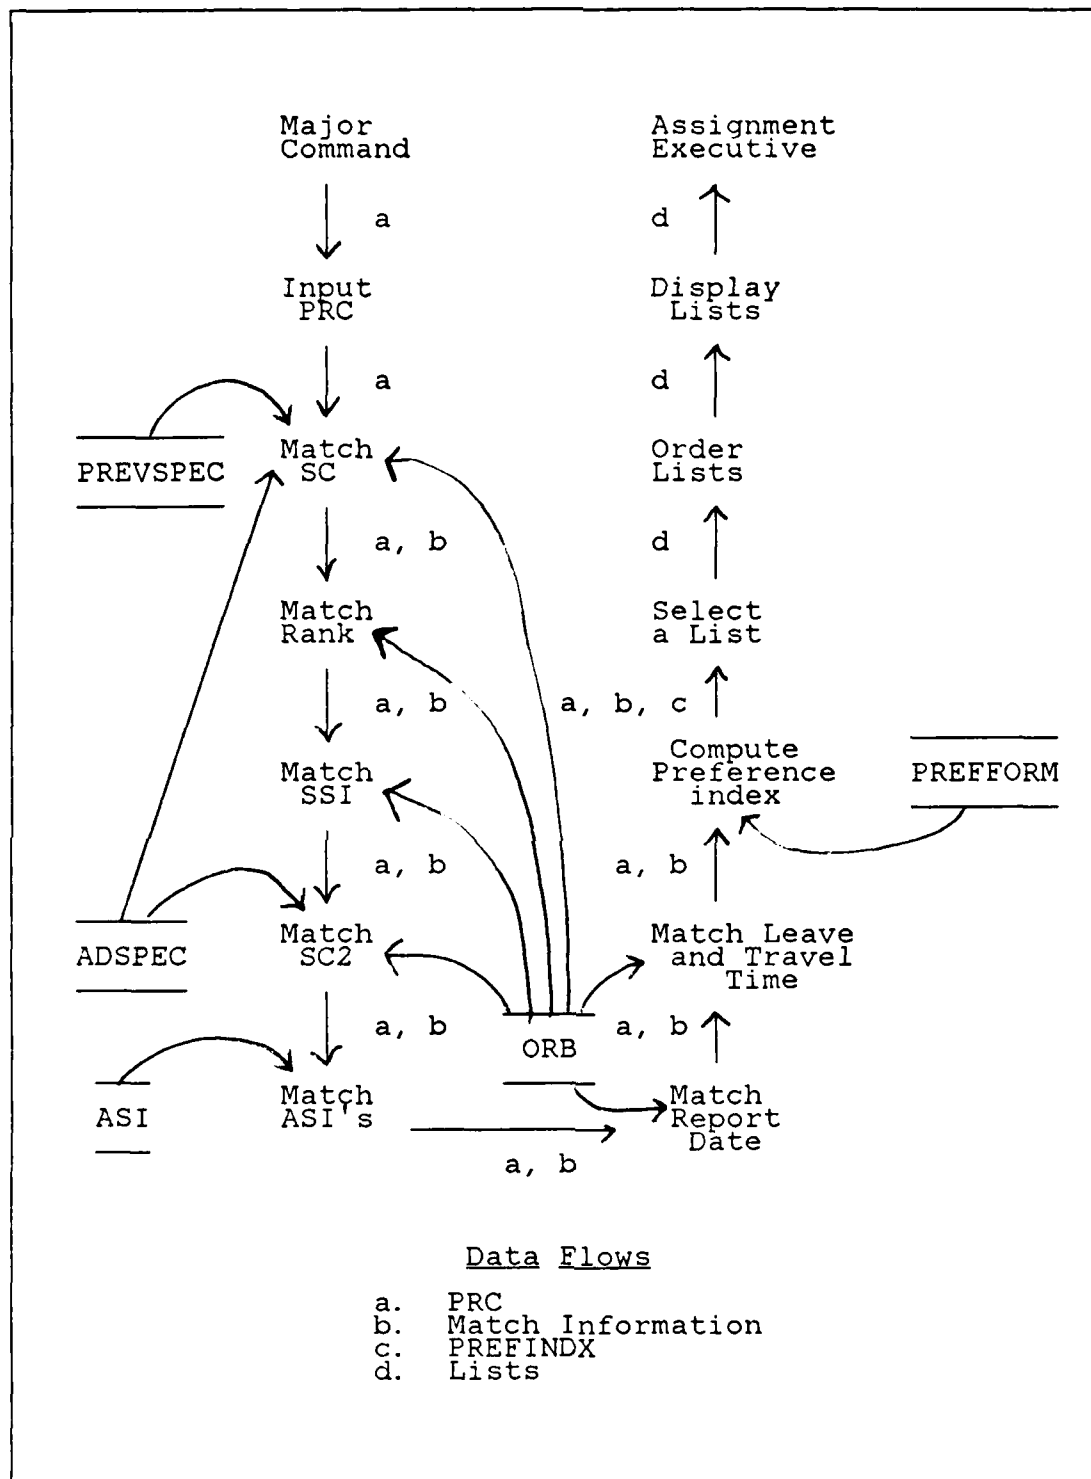 Major
Command
a
Input
PRC
a
PREVSPEC
Match
SC
a, b
Match
Rank
a, b
Match
SSI
a, b
ADSPEC
Match
SC2
a, b
ASI
Match
ASI's
a, b
ORB
Match
Report
Date
a, b
Match Leave
and Travel
Time
a, b
Compute
Preference
index
PREFFORM
a, b, c
Select
a List
d
Order
Lists
d
Display
Lists
d
Assignment
Executive
Data Flows
a. PRC
b. Match Information
c. PREFINDX
d. Lists